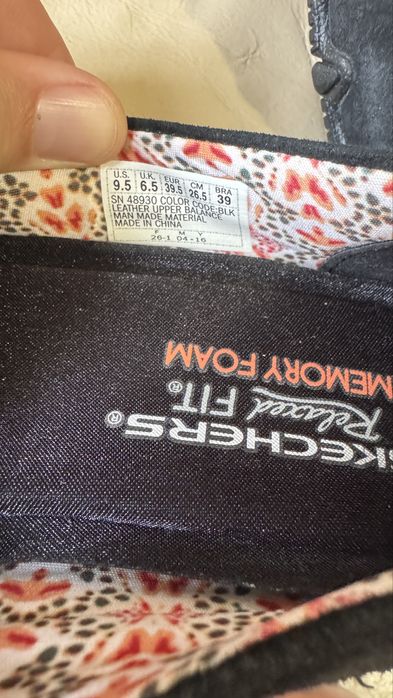 U.S. U.K. EUR CM BRA
9.5 6.5 39.5 26.5 39
SN 48930 COLOR CODE:BLK
LEATHER UPPER BALANCE
MAN MADE MATERIAL
MADE IN CHINA
F M Y
26-1 04-16
SKECHERS®
Relaxed FIT®
MEMORY FOAM